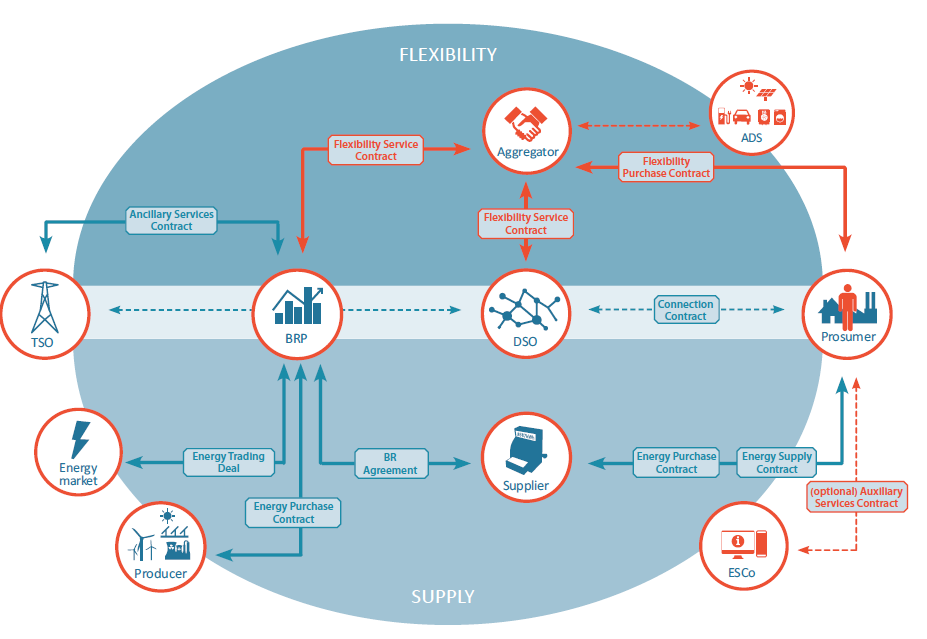 FLEXIBILITY
ADS
Aggregator
Flexibility Service
Contract
Flexibility
Purchase Contract
Ancillary Services
Contract
Flexibility Service
Contract
TSO
BRP
DSO
Connection
Contract
Prosumer
Energy
market
Energy Trading
Deal
BR
Agreement
Supplier
Energy Purchase
Contract
Energy Supply
Contract
(optional) Auxiliary
Services Contract
Energy Purchase
Contract
Producer
ESCo
SUPPLY